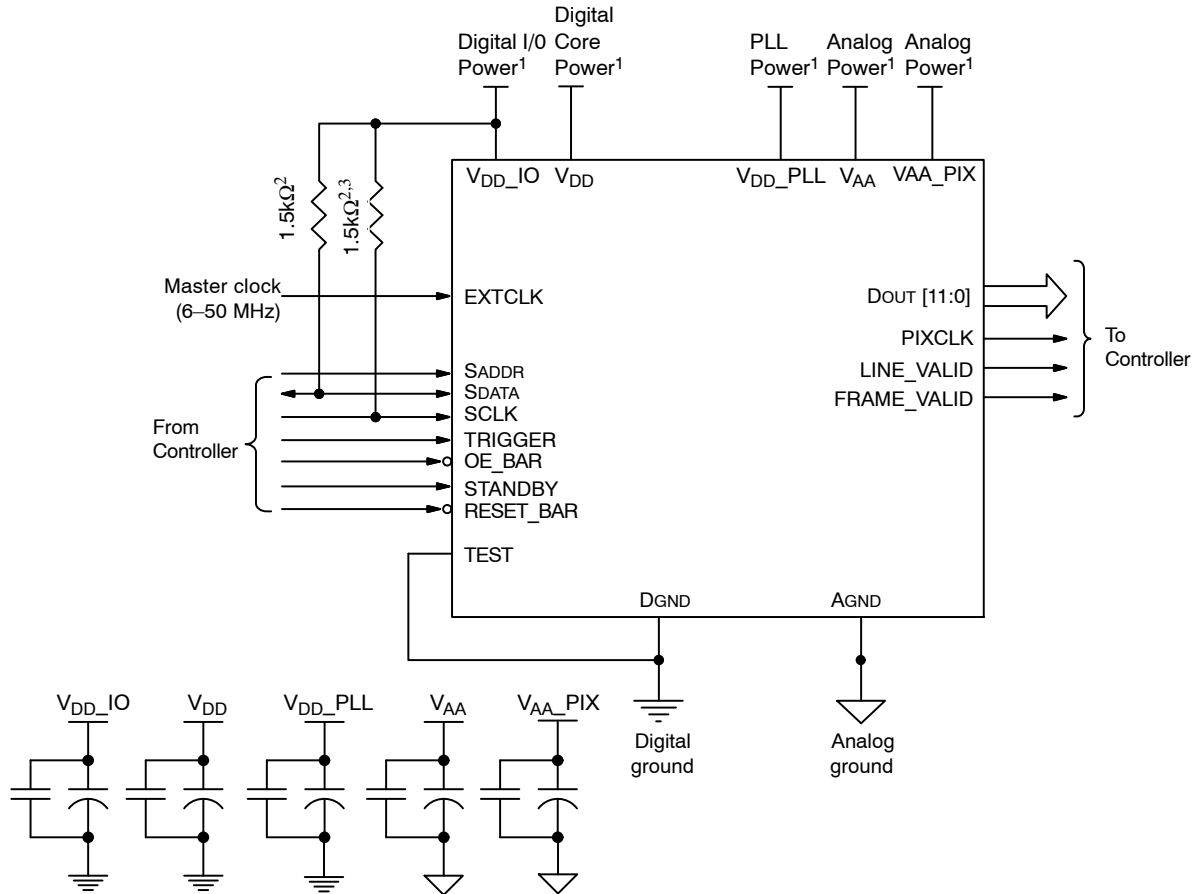 Digital I/0
Power¹
Digital
Core
Power¹
PLL
Power¹
Analog
Power¹
Analog
Power¹
VDD_IO
VDD
VDD_PLL
VAA
VAA_PIX
1.5kΩ²
1.5kΩ²,³
Master clock
(6–50 MHz)
EXTCLK
SADDR
SDATA
SCLK
TRIGGER
OE_BAR
STANDBY
RESET_BAR
TEST
From
Controller
DOUT [11:0]
PIXCLK
LINE_VALID
FRAME_VALID
To
Controller
DGND
AGND
Digital
ground
Analog
ground
VDD_IO
VDD
VDD_PLL
VAA
VAA_PIX